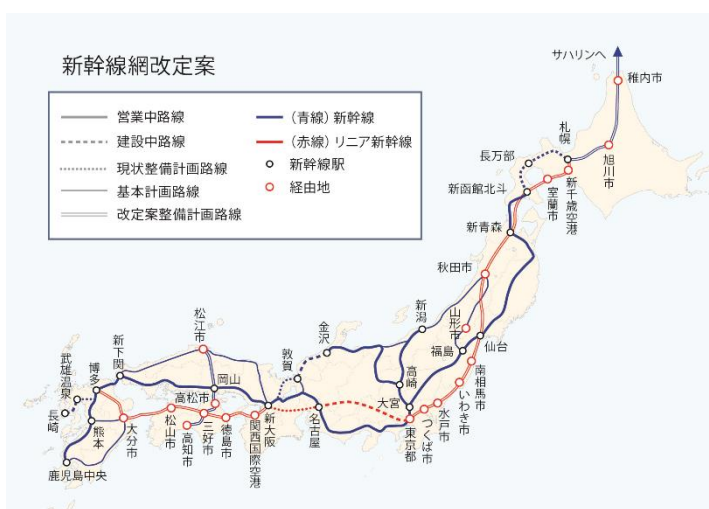 新幹線網改定案
営業中路線
建設中路線
現状整備計画路線
基本計画路線
改定案整備計画路線
(青線)新幹線
(赤線)リニア新幹線
新幹線駅
経由地
サハリンへ
稚内市
札幌
長万部
旭川市
新函館北斗
室蘭市
新千歳空港
新青森
秋田市
山形市
新潟
仙台
福島
南相馬市
いわき市
水戸市
つくば市
東京都
大宮
高崎
金沢
敦賀
名古屋
新大阪
関西国際空港
徳島市
三好市
高知市
高松市
松山市
岡山
松江市
新下関
博多
武雄温泉
長崎
熊本
大分市
鹿児島中央